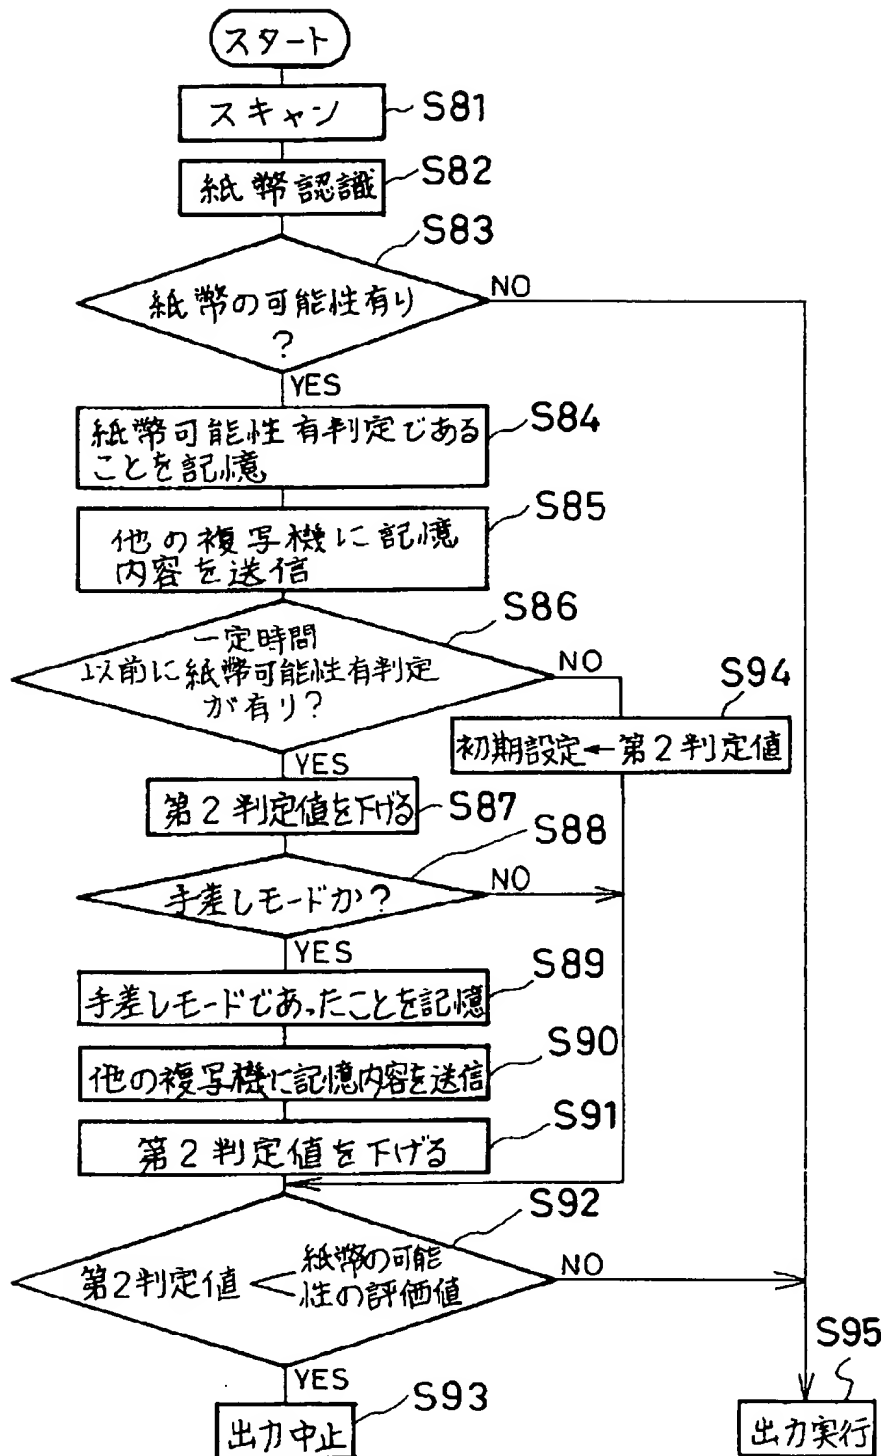 スタート
スキャン
S81
紙幣認識
S82
S83
紙幣の可能性有り
?
NO
YES
紙幣可能性有判定である
ことを記憶
S84
他の複写機に記憶
内容を送信
S85
S86
一定時間
以前に紙幣可能性有判定
が有り?
NO
YES
S94
初期設定←第2判定値
第2判定値を下げる
S87
S88
手差しモードか?
NO
YES
手差しモードであったことを記憶
S89
他の複写機に記憶内容を送信
S90
第2判定値を下げる
S91
S92
第2判定値<紙幣の可能
性の評価値
NO
YES
S93
出力中止
S95
出力実行